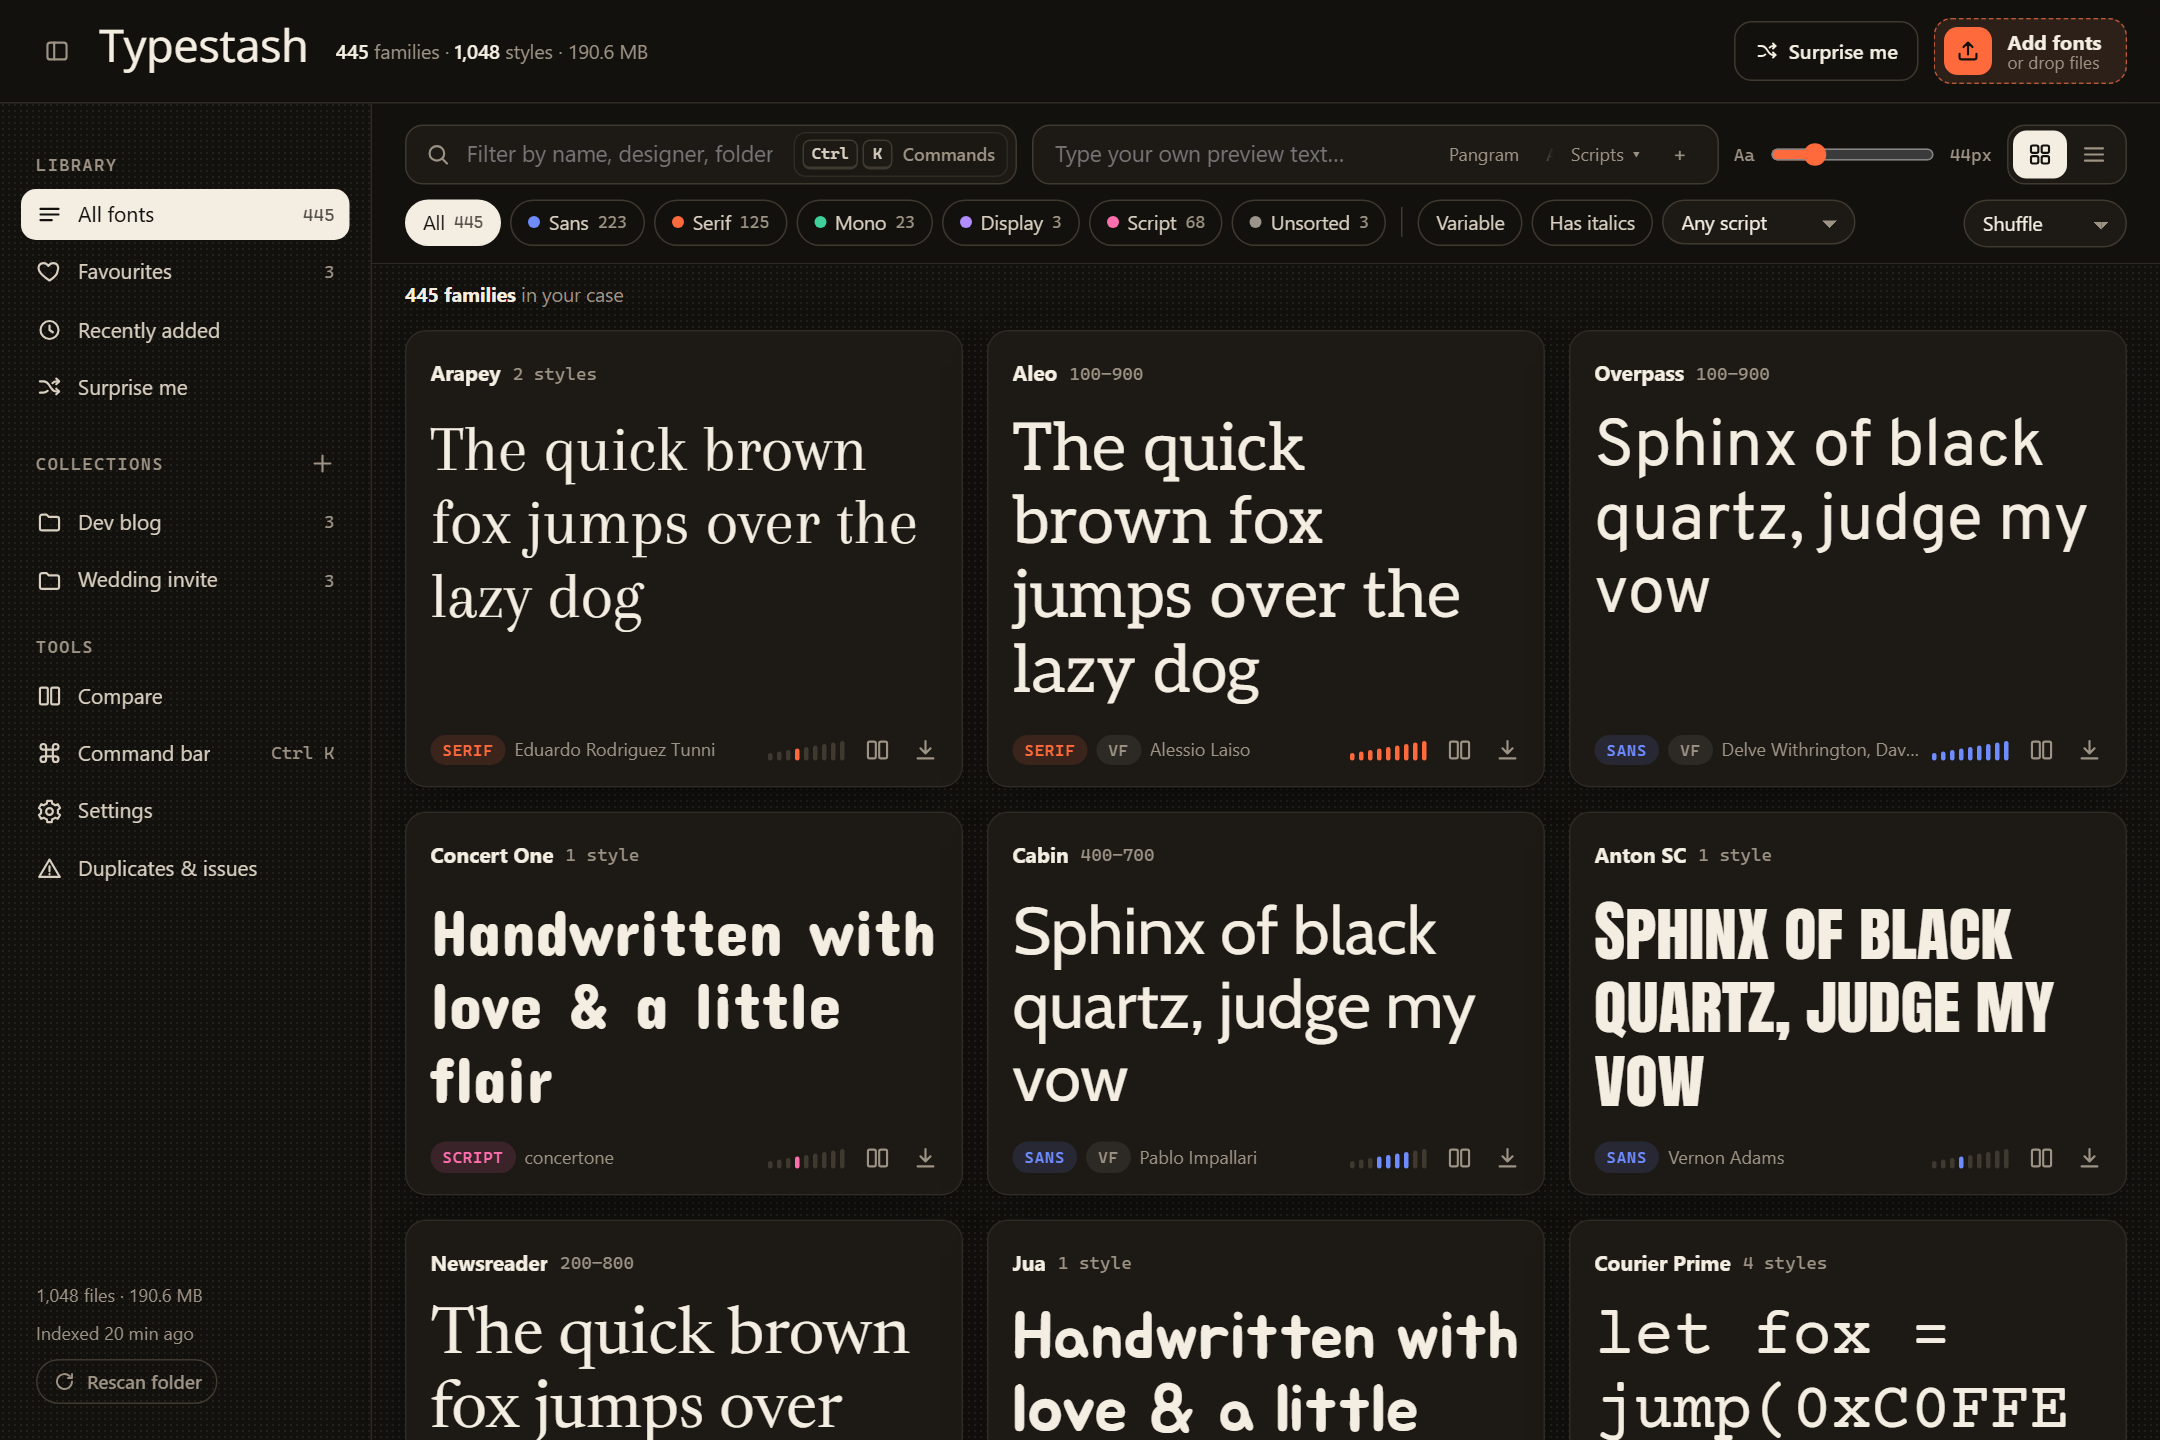 Typestash
445 families · 1,048 styles · 190.6 MB
Surprise me
Add fonts
or drop files
LIBRARY
All fonts 445
Favourites 3
Recently added
Surprise me
COLLECTIONS +
Dev blog 3
Wedding invite 3
TOOLS
Compare
Command bar Ctrl K
Settings
Duplicates & issues
1,048 files · 190.6 MB
Indexed 20 min ago
Rescan folder
Filter by name, designer, folder Ctrl K Commands
Type your own preview text... Pangram Scripts ▾ +
Aa 44px
All 445 Sans 223 Serif 125 Mono 23 Display 3 Script 68 Unsorted 3 Variable Has italics Any script Shuffle
445 families in your case
Arapey 2 styles
The quick brown
fox jumps over the
lazy dog
SERIF Eduardo Rodriguez Tunni
Aleo 100–900
The quick
brown fox
jumps over the
lazy dog
SERIF VF Alessio Laiso
Overpass 100–900
Sphinx of black
quartz, judge my
vow
SANS VF Delve Withrington, Dav...
Concert One 1 style
Handwritten with
love & a little
flair
SCRIPT concertone
Cabin 400–700
Sphinx of black
quartz, judge my
vow
SANS VF Pablo Impallari
Anton SC 1 style
Sphinx of black
quartz, judge my
vow
SANS Vernon Adams
Newsreader 200–800
The quick brown
fox jumps over
Jua 1 style
Handwritten with
love & a little
Courier Prime 4 styles
let fox =
jump(0xC0FFE